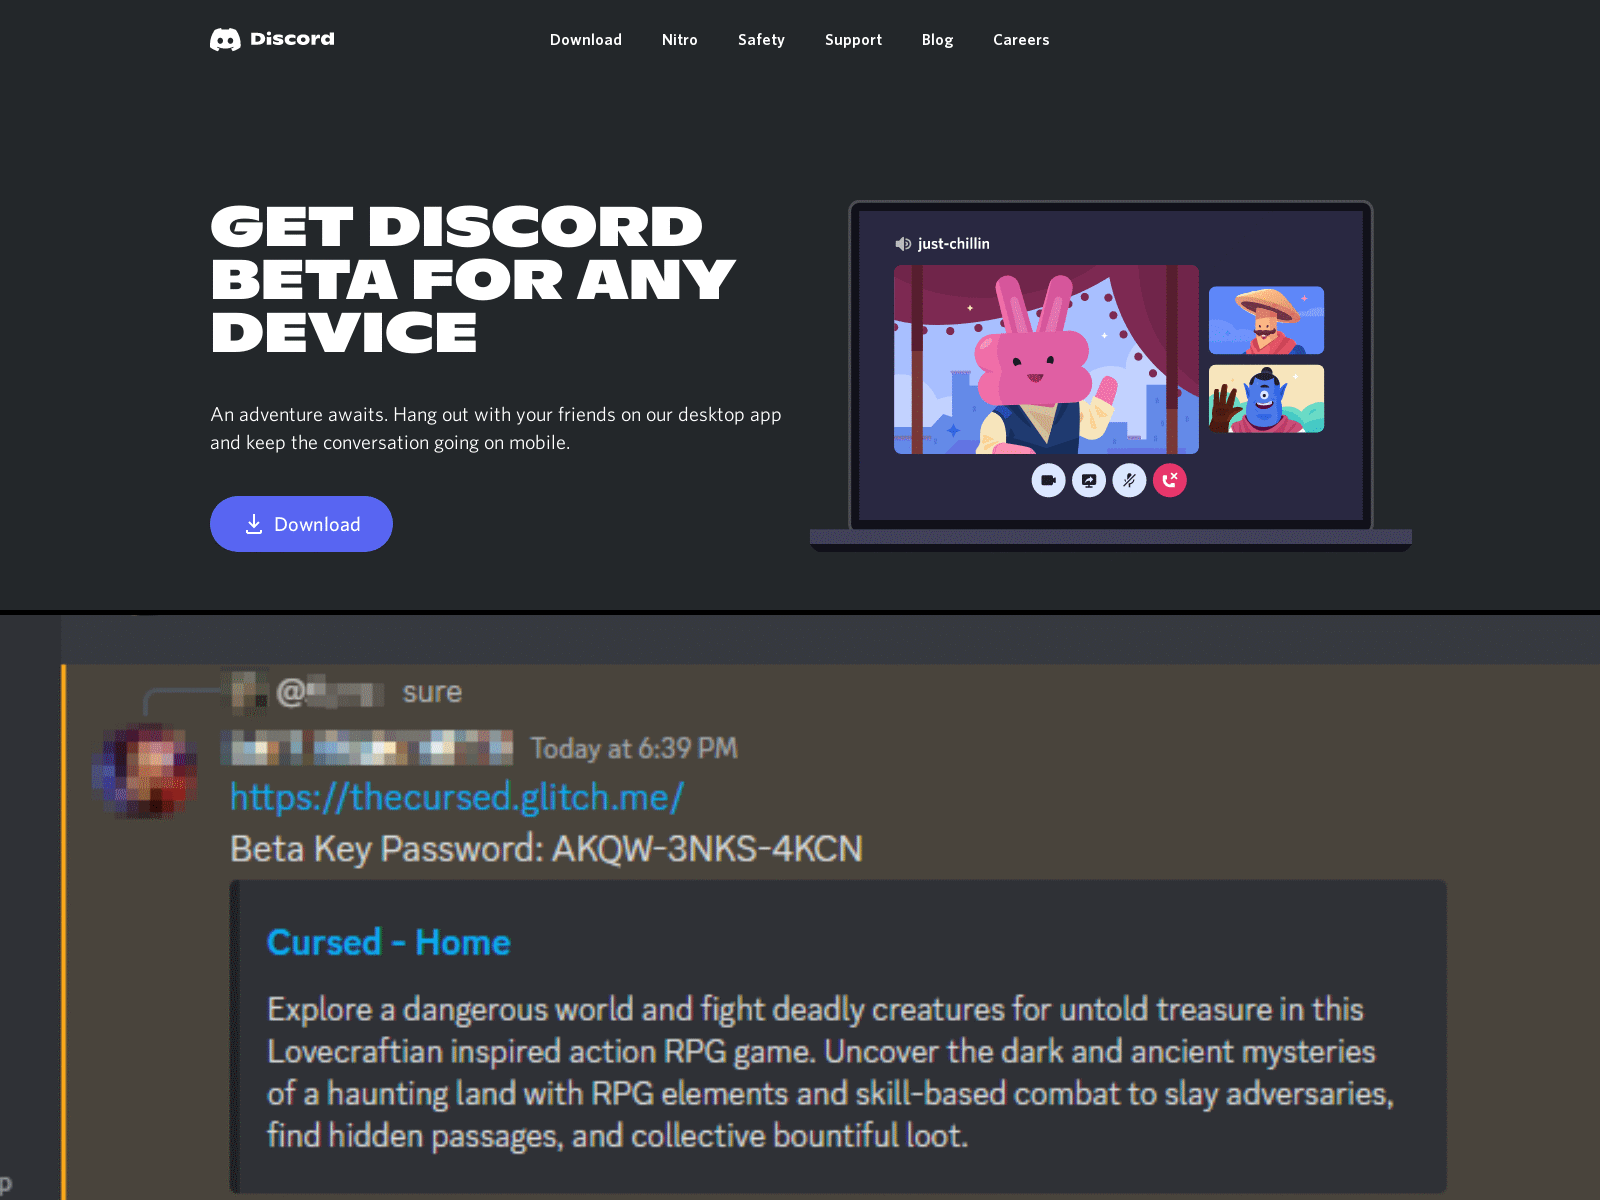 Discord
Download Nitro Safety Support Blog Careers
GET DISCORD
BETA FOR ANY
DEVICE
An adventure awaits. Hang out with your friends on our desktop app
and keep the conversation going on mobile.
Download
just-chillin
@ sure
Today at 6:39 PM
https://thecursed.glitch.me/
Beta Key Password: AKQW-3NKS-4KCN
Cursed - Home
Explore a dangerous world and fight deadly creatures for untold treasure in this
Lovecraftian inspired action RPG game. Uncover the dark and ancient mysteries
of a haunting land with RPG elements and skill-based combat to slay adversaries,
find hidden passages, and collective bountiful loot.
p